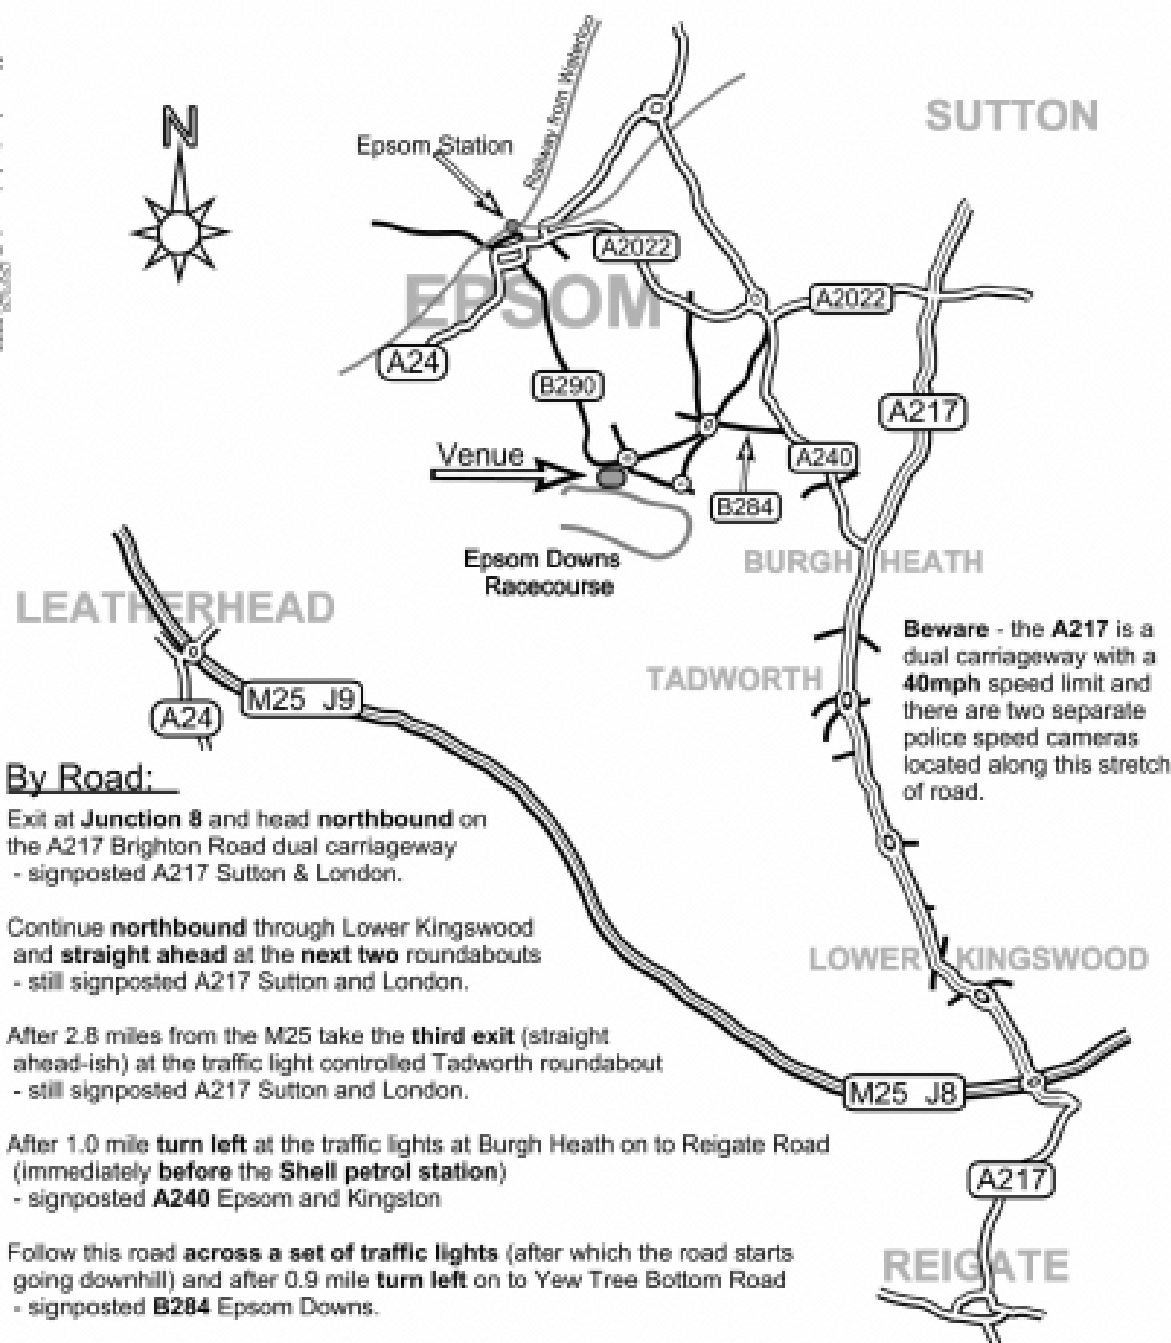 Railway from Waterloo
SUTTON
N
Epsom Station
A2022
EPSOM
A2022
A24
B290
A217
Venue
A240
B284
Epsom Downs
Racecourse
BURGH HEATH
LEATHERHEAD
Beware - the A217 is a
dual carriageway with a
40mph speed limit and
there are two separate
police speed cameras
located along this stretch
of road.
TADWORTH
M25 J9
A24
By Road:
Exit at Junction 8 and head northbound on
the A217 Brighton Road dual carriageway
- signposted A217 Sutton & London.
Continue northbound through Lower Kingswood
and straight ahead at the next two roundabouts
- still signposted A217 Sutton and London.
LOWER KINGSWOOD
After 2.8 miles from the M25 take the third exit (straight
ahead-ish) at the traffic light controlled Tadworth roundabout
- still signposted A217 Sutton and London.
M25 J8
After 1.0 mile turn left at the traffic lights at Burgh Heath on to Reigate Road
(immediately before the Shell petrol station)
- signposted A240 Epsom and Kingston
A217
Follow this road across a set of traffic lights (after which the road starts
going downhill) and after 0.9 mile turn left on to Yew Tree Bottom Road
- signposted B284 Epsom Downs.
REIGATE